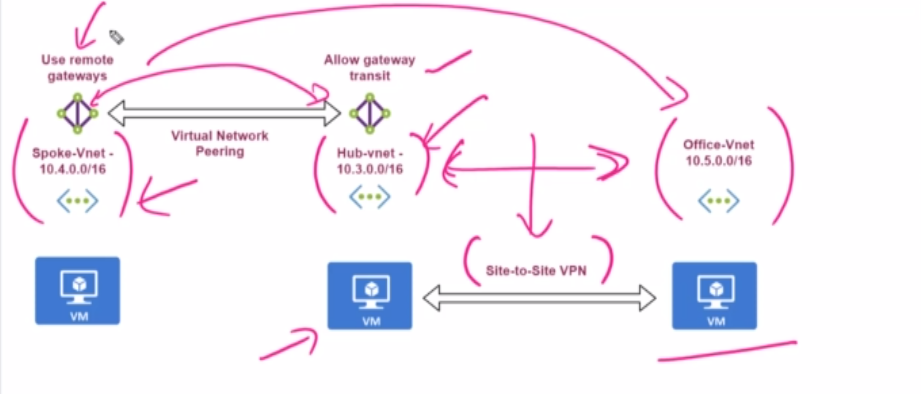 Use remote
gateways
Allow gateway
transit
Virtual Network
Peering
Spoke-Vnet -
10.4.0.0/16
Hub-vnet -
10.3.0.0/16
Office-Vnet
10.5.0.0/16
Site-to-Site VPN
VM
VM
VM